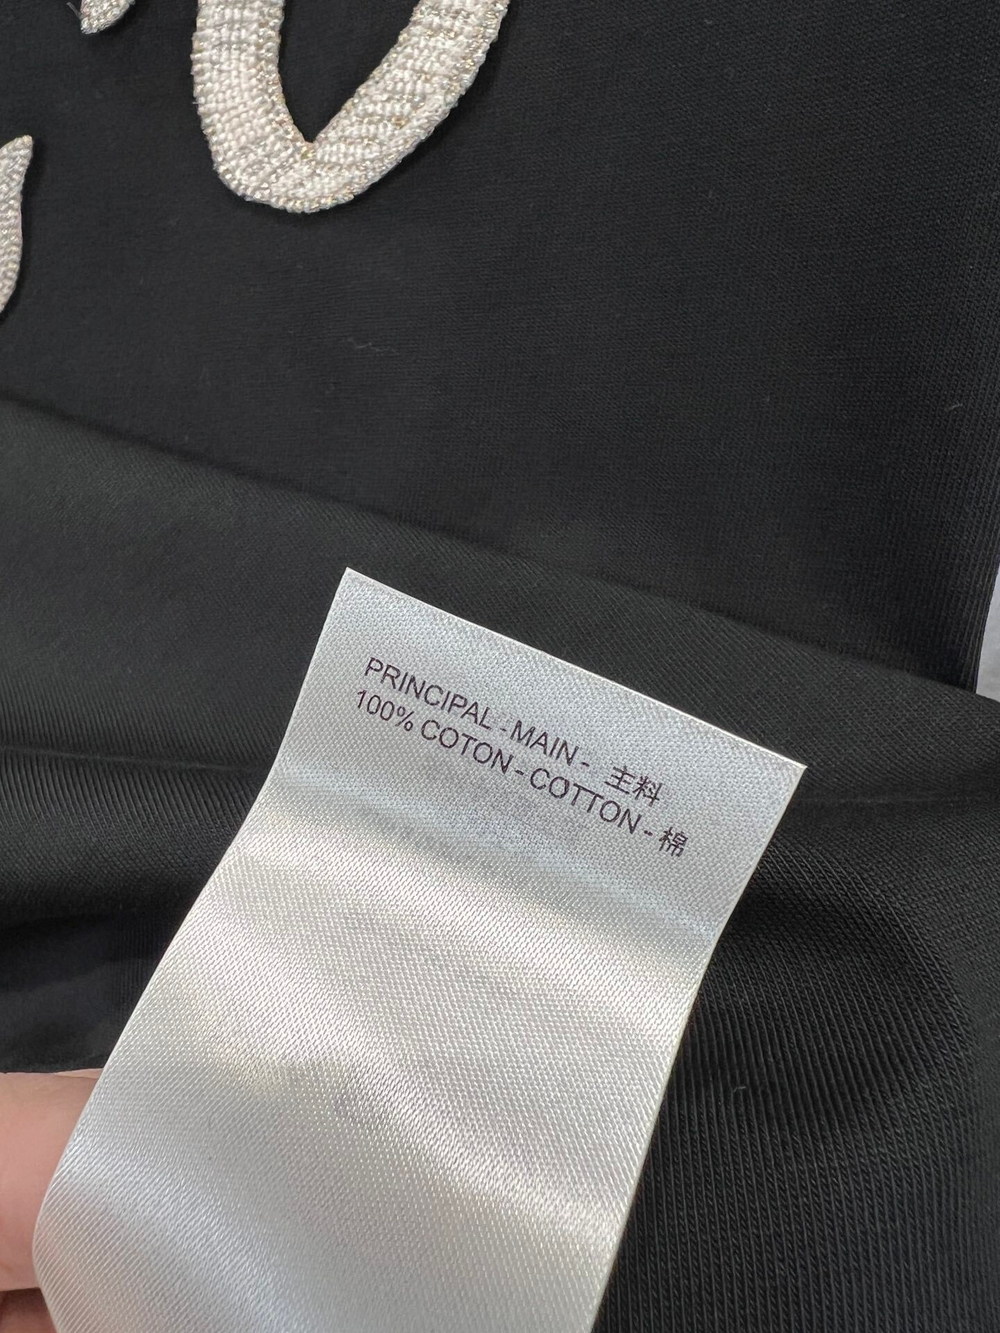 PRINCIPAL - MAIN - 主料
100% COTON - COTTON - 棉